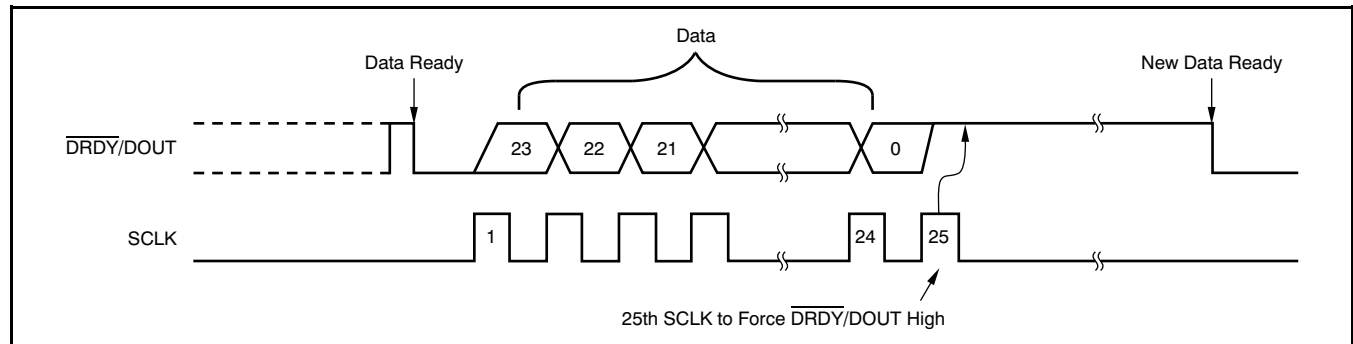 Data
Data Ready
New Data Ready
DRDY/DOUT
23
22
21
0
SCLK
1
24
25
25th SCLK to Force DRDY/DOUT High